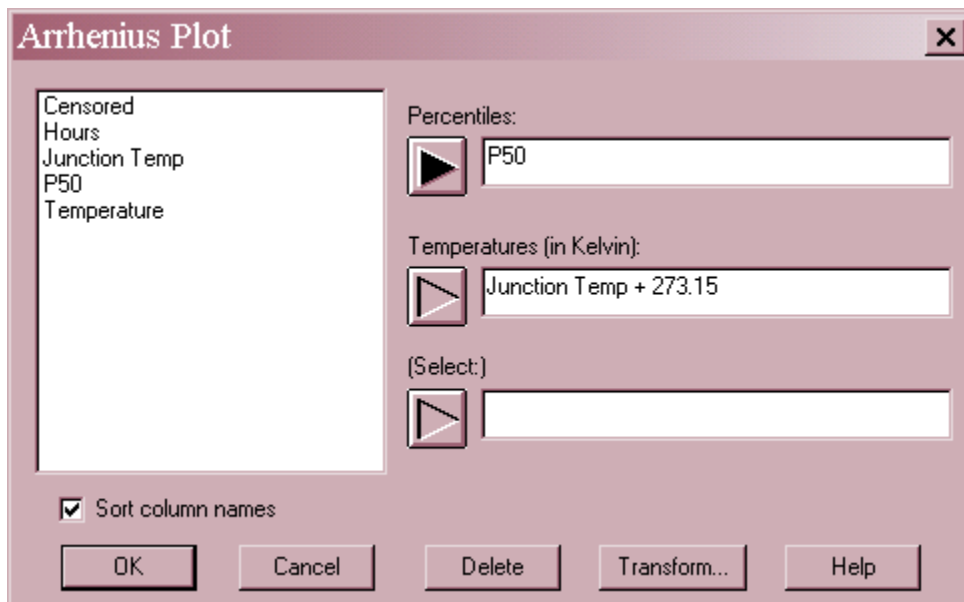 Arrhenius Plot
Censored
Hours
Junction Temp
P50
Temperature
Percentiles:
P50
Temperatures (in Kelvin):
Junction Temp + 273.15
(Select:)
Sort column names
OK
Cancel
Delete
Transform...
Help